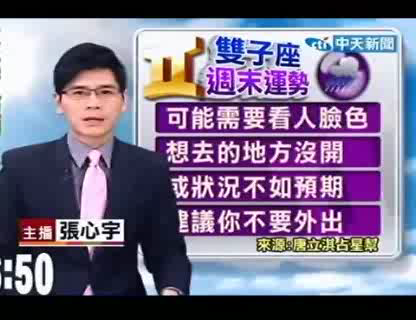 雙子座
週末運勢
cti 中天新聞
可能需要看人臉色
想去的地方沒開
或狀況不如預期
建議你不要外出
主播 張心宇
來源:唐立淇占星幫
:50